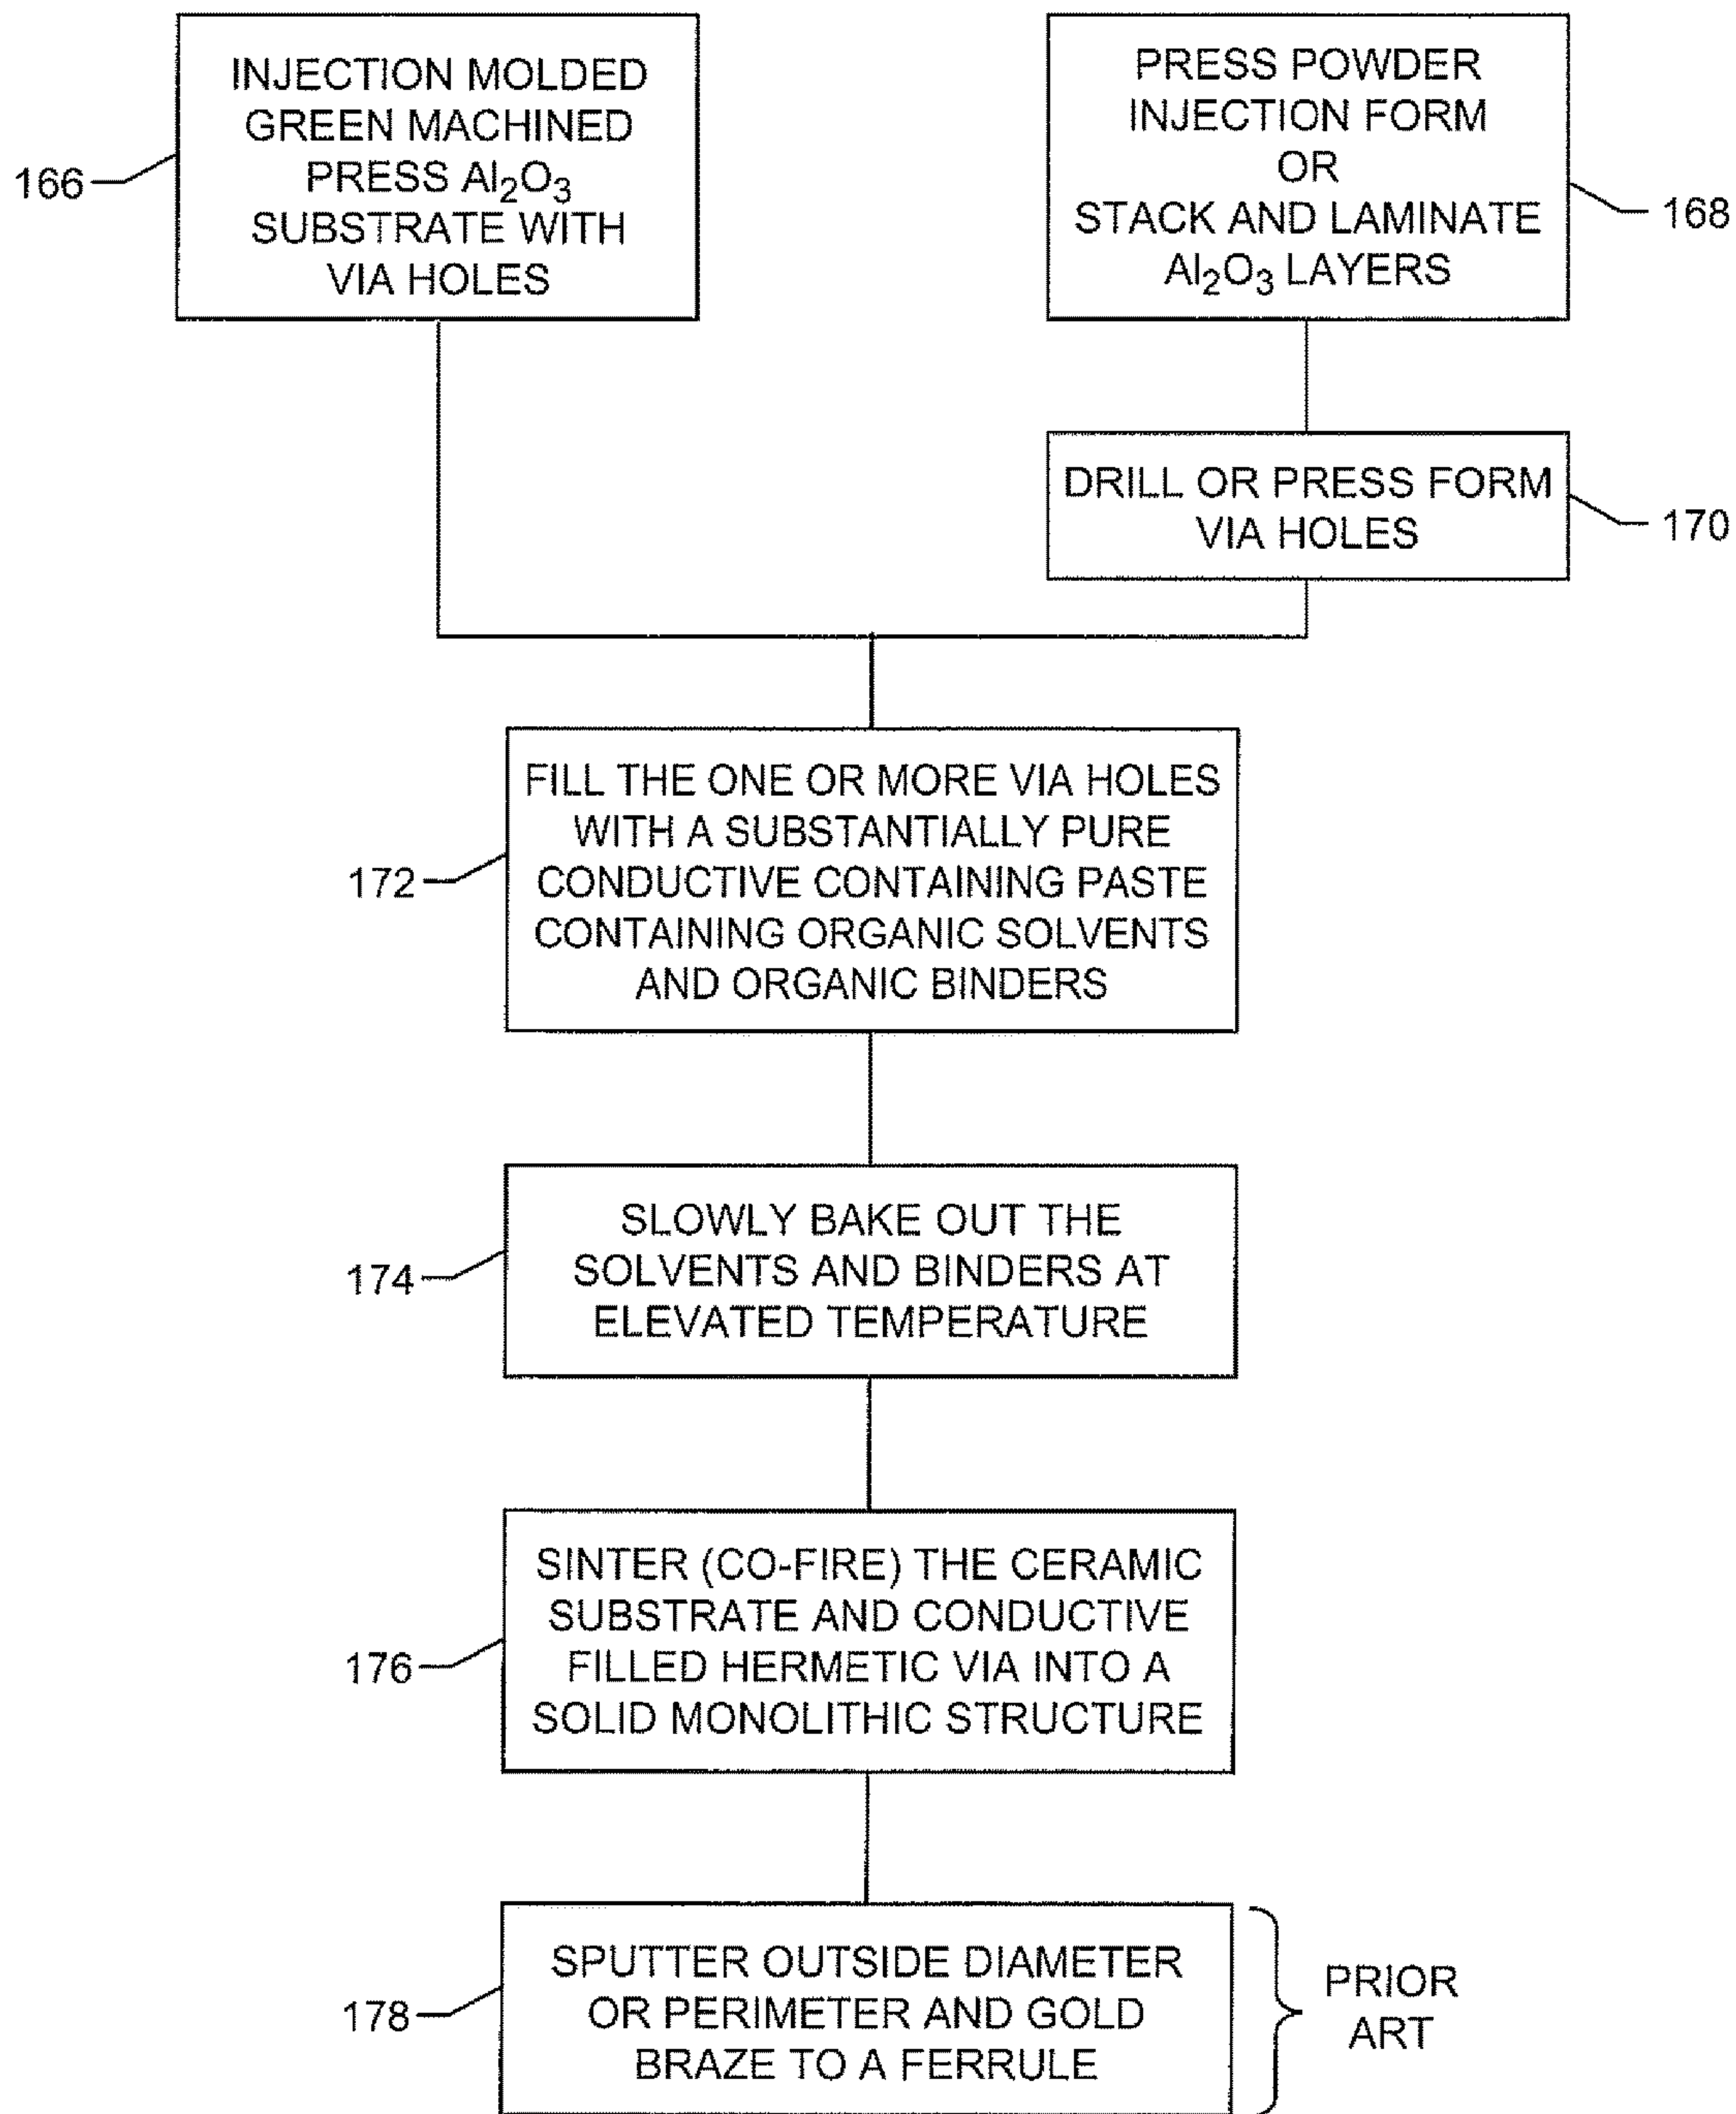 INJECTION MOLDED
GREEN MACHINED
PRESS Al₂O₃
SUBSTRATE WITH
VIA HOLES
166
PRESS POWDER
INJECTION FORM
OR
STACK AND LAMINATE
Al₂O₃ LAYERS
168
DRILL OR PRESS FORM
VIA HOLES
170
FILL THE ONE OR MORE VIA HOLES
WITH A SUBSTANTIALLY PURE
CONDUCTIVE CONTAINING PASTE
CONTAINING ORGANIC SOLVENTS
AND ORGANIC BINDERS
172
SLOWLY BAKE OUT THE
SOLVENTS AND BINDERS AT
ELEVATED TEMPERATURE
174
SINTER (CO-FIRE) THE CERAMIC
SUBSTRATE AND CONDUCTIVE
FILLED HERMETIC VIA INTO A
SOLID MONOLITHIC STRUCTURE
176
SPUTTER OUTSIDE DIAMETER
OR PERIMETER AND GOLD
BRAZE TO A FERRULE
178
PRIOR
ART